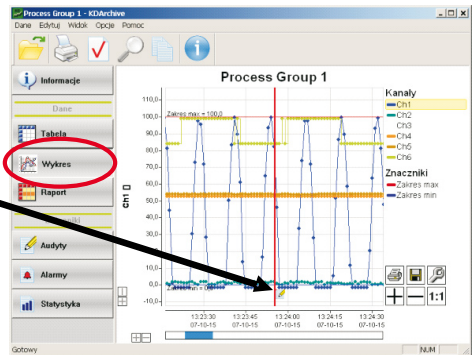 Process Group 1 - KDArchive
Dane Edytuj Widok Opcje Pomoc
Informacje
Dane
Tabela
Wykres
Raport
Audyty
Alarmy
Statystyka
Process Group 1
ch1 []
110,0
100,0
90,0
80,0
70,0
60,0
50,0
40,0
30,0
20,0
10,0
0,0
-10,0
Zakres max = 100,0
13:23:30 13:23:45 13:24:00 13:24:15 13:24:30
07-10-15 07-10-15 07-10-15 07-10-15 07-10-15
Kanały
Ch1
Ch2
Ch3
Ch4
Ch5
Ch6
Znaczniki
Zakres max
Zakres min
1:1
Gotowy
NUM